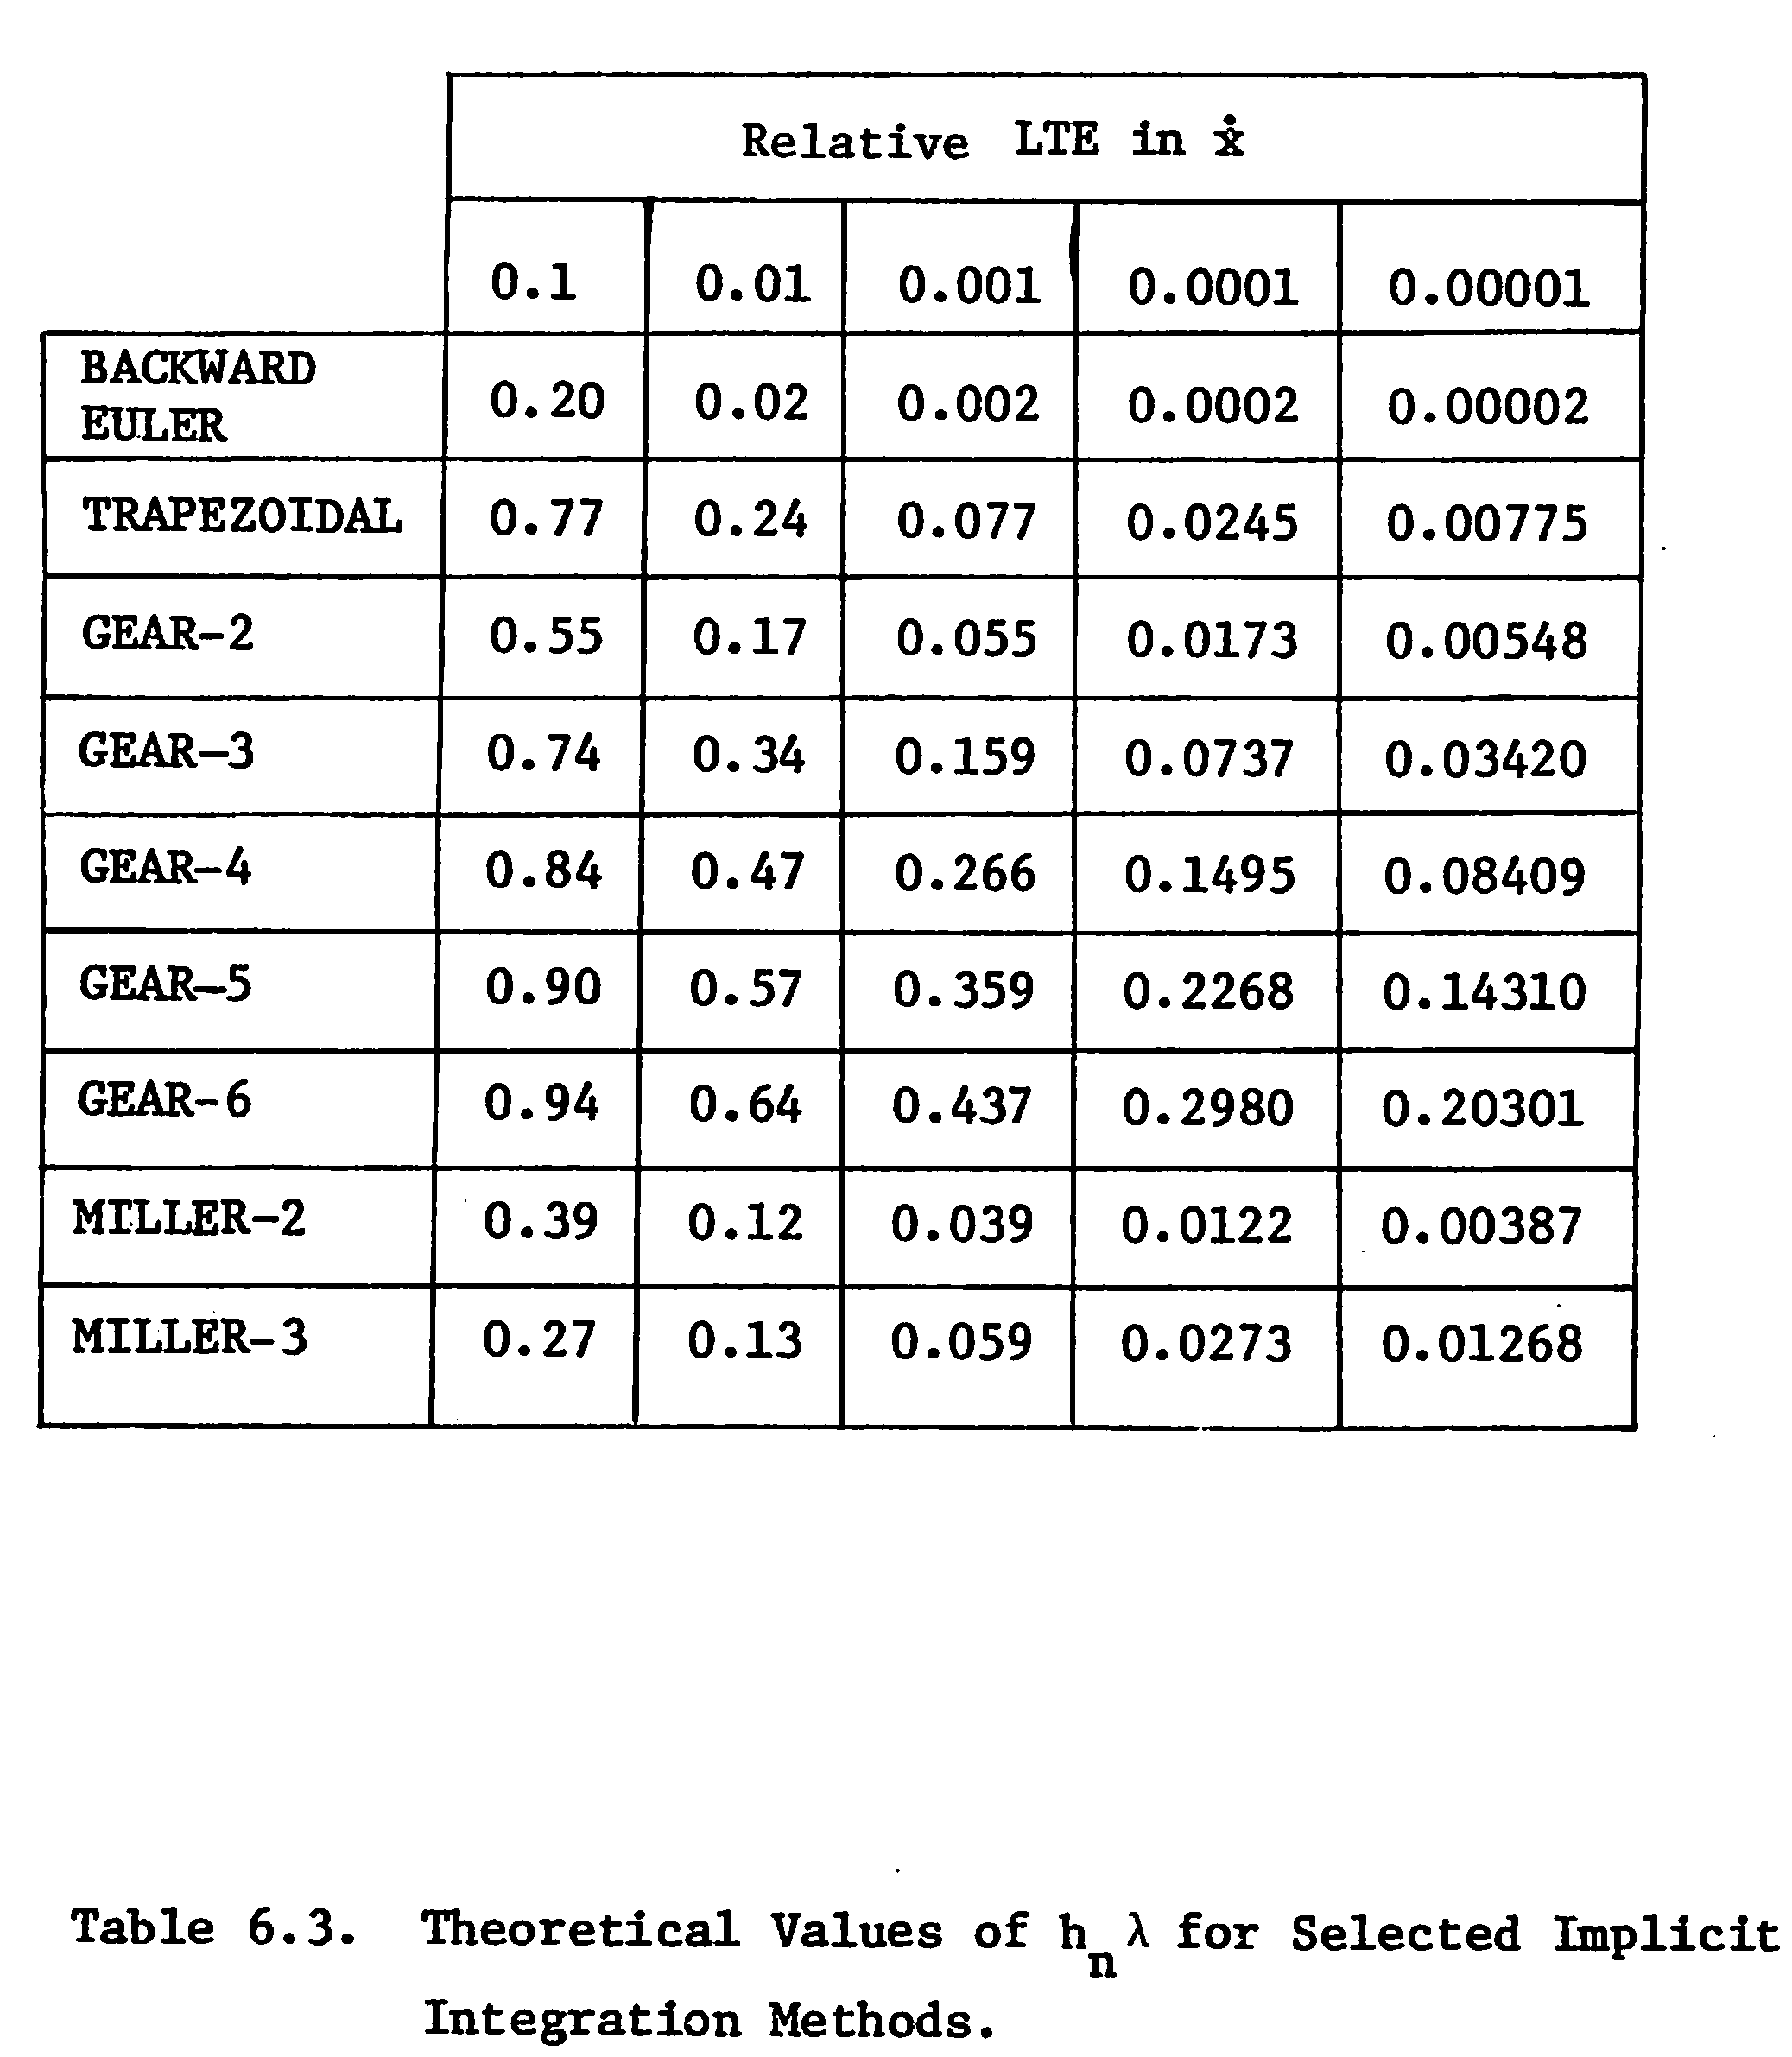 Relative LTE in ẋ
0.1 0.01 0.001 0.0001 0.00001
BACKWARD
EULER 0.20 0.02 0.002 0.0002 0.00002
TRAPEZOIDAL 0.77 0.24 0.077 0.0245 0.00775
GEAR-2 0.55 0.17 0.055 0.0173 0.00548
GEAR-3 0.74 0.34 0.159 0.0737 0.03420
GEAR-4 0.84 0.47 0.266 0.1495 0.08409
GEAR-5 0.90 0.57 0.359 0.2268 0.14310
GEAR-6 0.94 0.64 0.437 0.2980 0.20301
MILLER-2 0.39 0.12 0.039 0.0122 0.00387
MILLER-3 0.27 0.13 0.059 0.0273 0.01268
Table 6.3. Theoretical Values of hₙλ for Selected Implicit
Integration Methods.